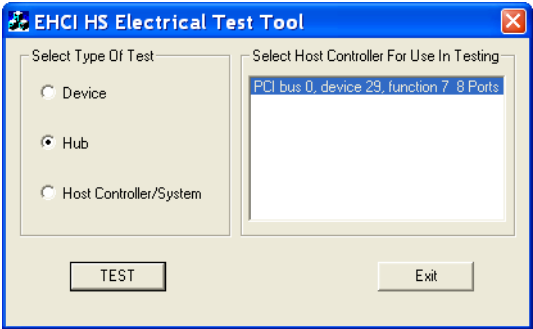 EHCI HS Electrical Test Tool
Select Type Of Test
Device
Hub
Host Controller/System
Select Host Controller For Use In Testing
PCI bus 0, device 29, function 7  8 Ports
TEST
Exit